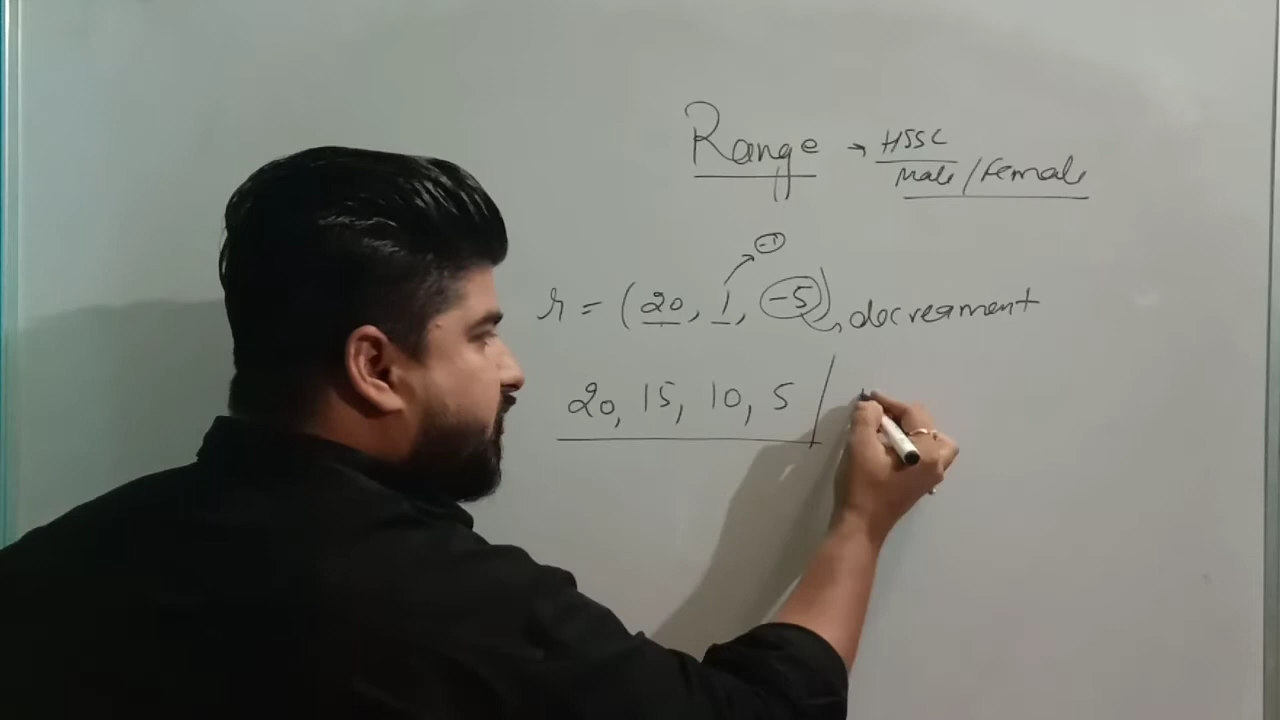 Range → HSSC
Male / Female
-1
r = (20, 1, -5) decreament
20, 15, 10, 5 /